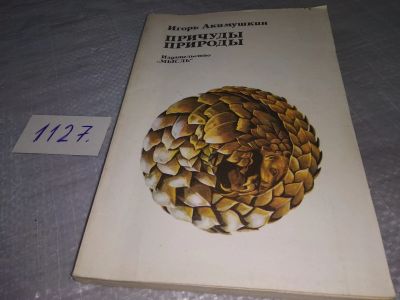 Игорь Акимушкин
ПРИЧУДЫ
ПРИРОДЫ
Издательство
„МЫСЛЬ"
1127.